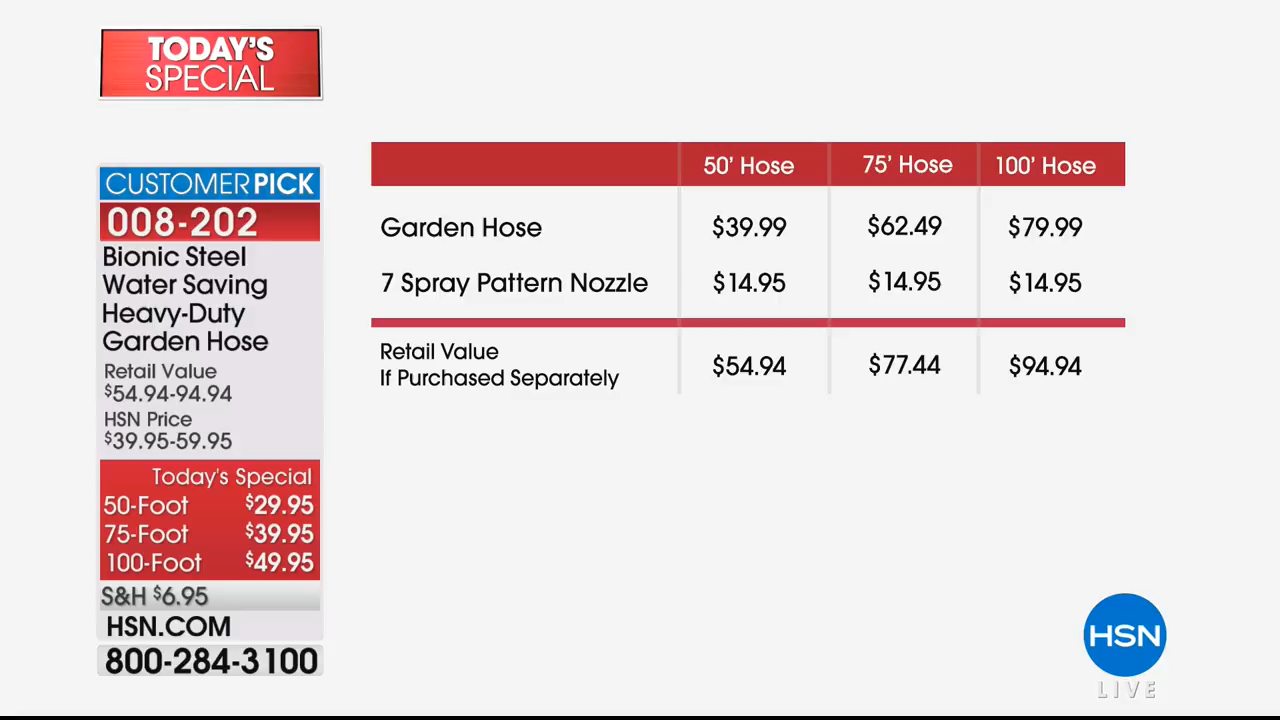 TODAY'S
SPECIAL
CUSTOMER PICK
008-202
Bionic Steel
Water Saving
Heavy-Duty
Garden Hose
Retail Value
$54.94-94.94
HSN Price
$39.95-59.95
Today's Special
50-Foot $29.95
75-Foot $39.95
100-Foot $49.95
S&H $6.95
HSN.COM
800-284-3100
50' Hose 75' Hose 100' Hose
Garden Hose $39.99 $62.49 $79.99
7 Spray Pattern Nozzle $14.95 $14.95 $14.95
Retail Value
If Purchased Separately $54.94 $77.44 $94.94
HSN
LIVE